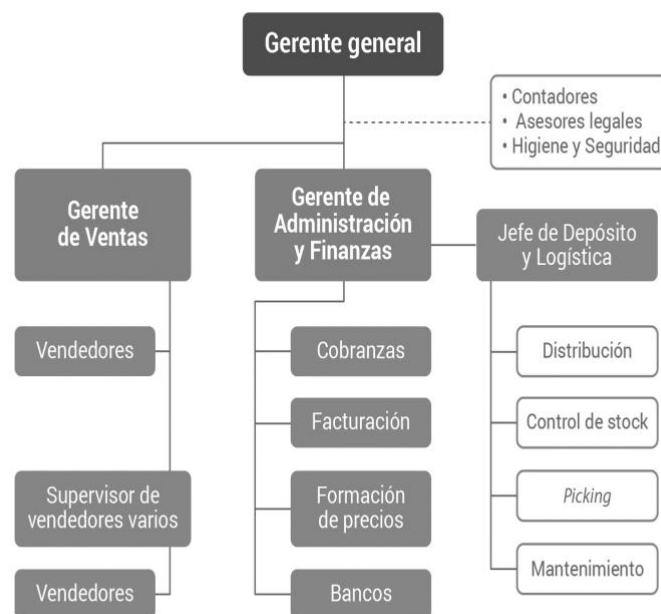 Gerente general
• Contadores
• Asesores legales
• Higiene y Seguridad
Gerente
de Ventas
Gerente de
Administración
y Finanzas
Jefe de Depósito
y Logística
Vendedores
Cobranzas
Distribución
Facturación
Control de stock
Supervisor de
vendedores varios
Formación
de precios
Picking
Vendedores
Bancos
Mantenimiento